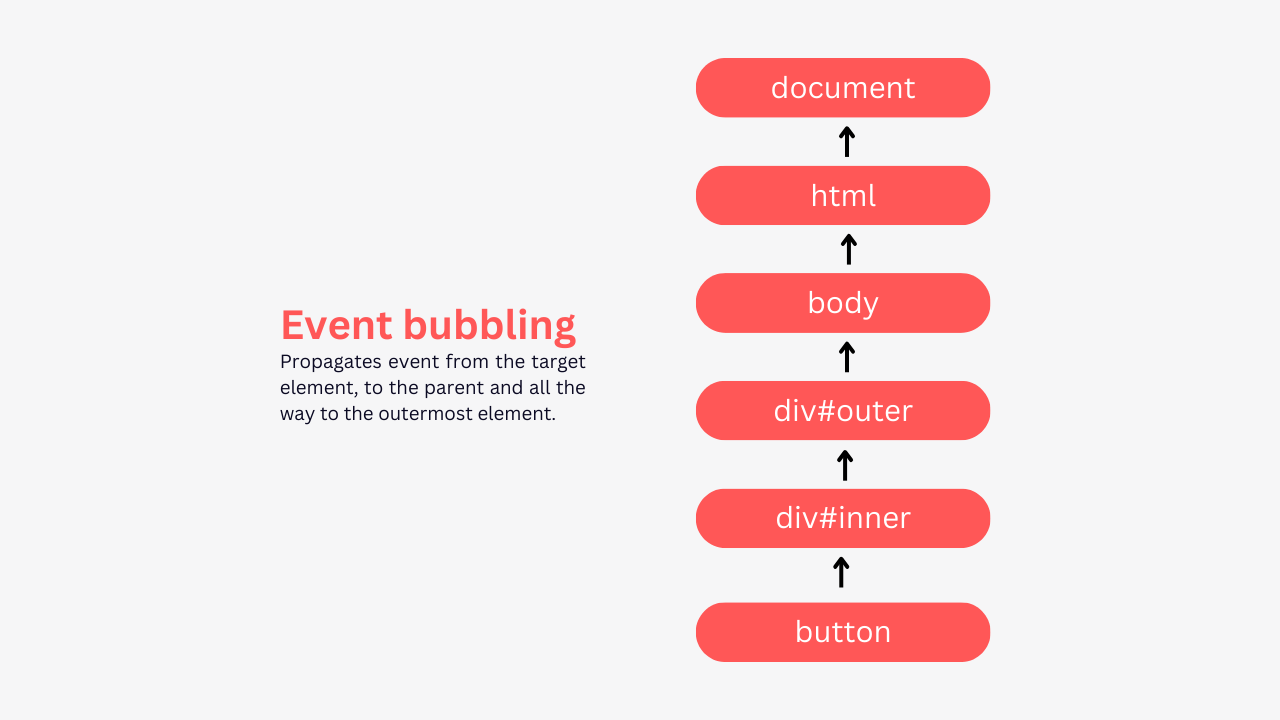 Event bubbling
Propagates event from the target
element, to the parent and all the
way to the outermost element.
document
html
body
div#outer
div#inner
button